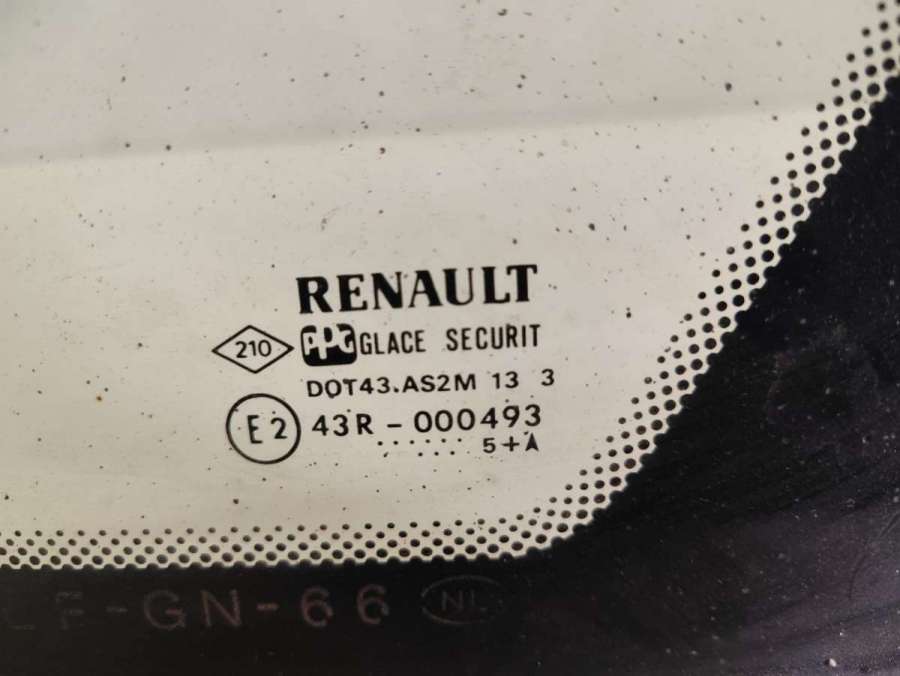 RENAULT
210 PPG GLACE SECURIT
DOT43.AS2M 13 3
E2 43R-000493
....... 5+A
-GN-66 NL